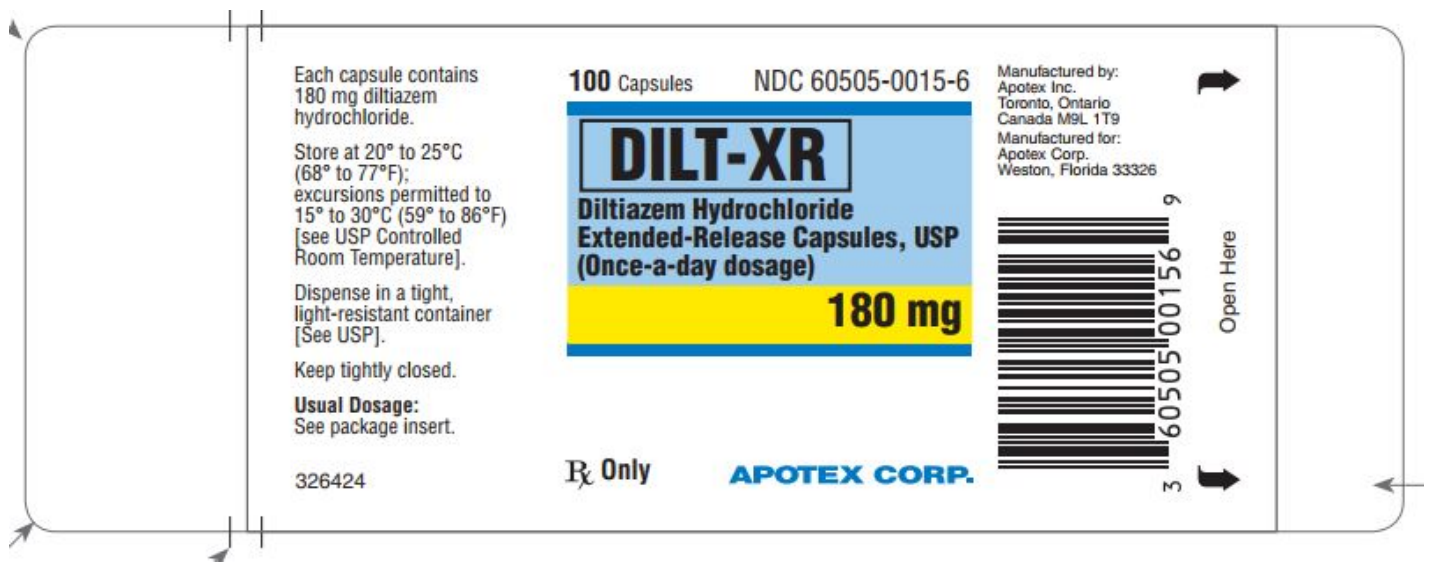 Each capsule contains
180 mg diltiazem
hydrochloride.
Store at 20° to 25°C
(68° to 77°F);
excursions permitted to
15° to 30°C (59° to 86°F)
[see USP Controlled
Room Temperature].
Dispense in a tight,
light-resistant container
[See USP].
Keep tightly closed.
Usual Dosage:
See package insert.
326424
100 Capsules NDC 60505-0015-6
DILT-XR
Diltiazem Hydrochloride
Extended-Release Capsules, USP
(Once-a-day dosage)
180 mg
℞ Only
APOTEX CORP.
Manufactured by:
Apotex Inc.
Toronto, Ontario
Canada M9L 1T9
Manufactured for:
Apotex Corp.
Weston, Florida 33326
3 60505 00156 9
Open Here